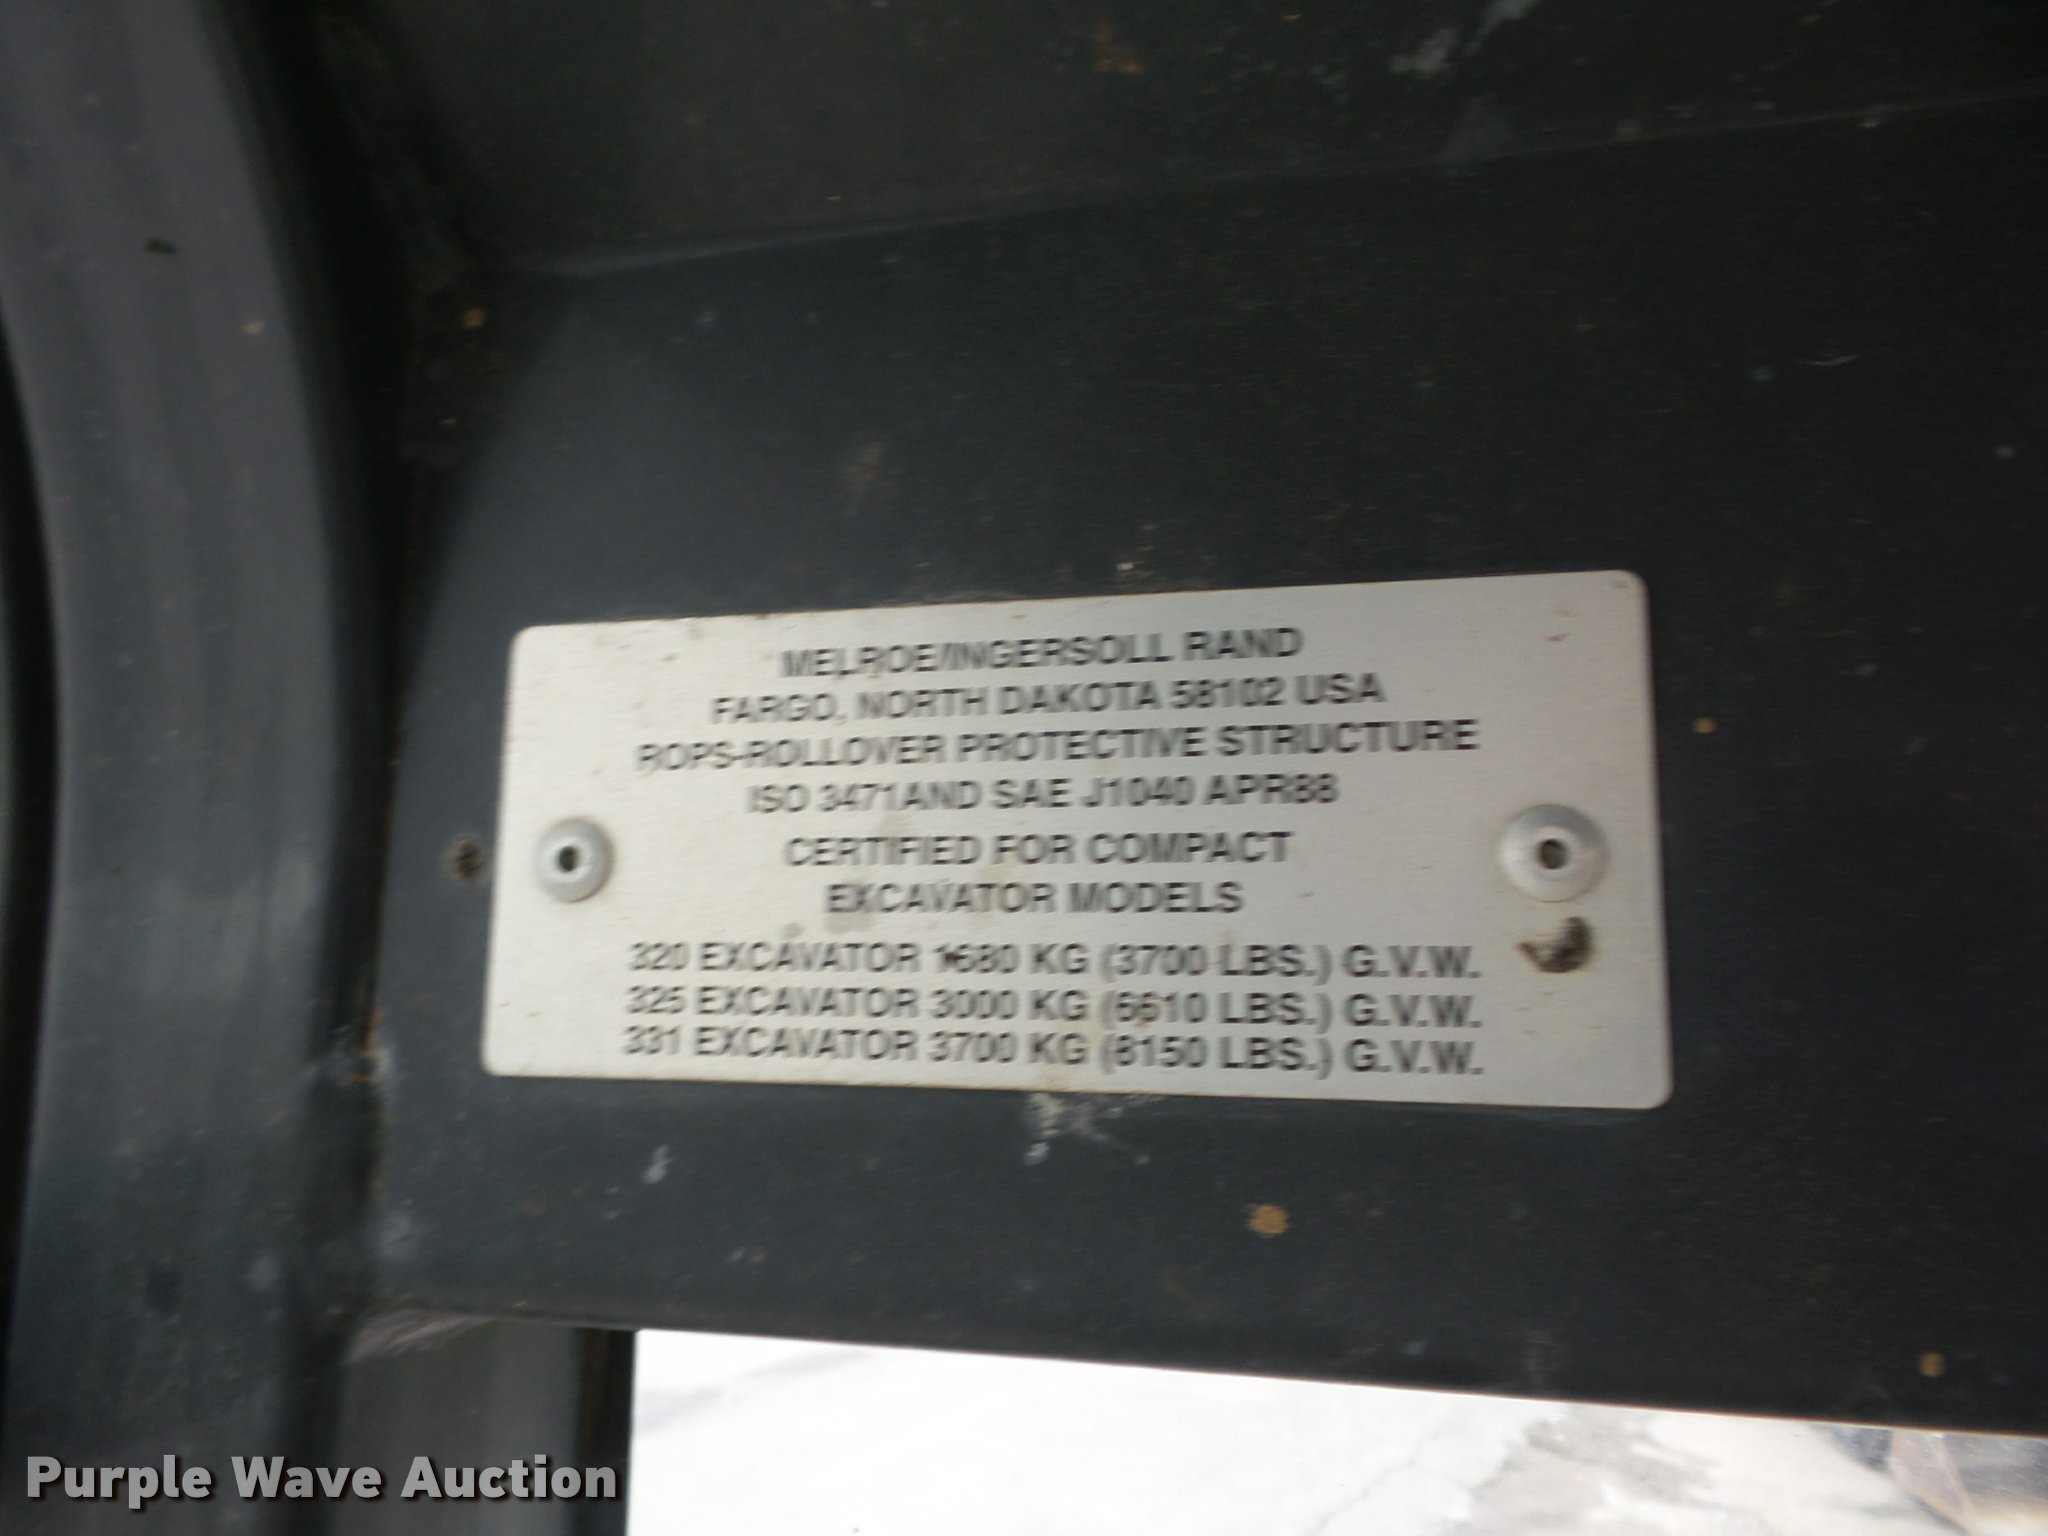 MELROE/INGERSOLL RAND
FARGO, NORTH DAKOTA 58102 USA
ROPS-ROLLOVER PROTECTIVE STRUCTURE
ISO 3471AND SAE J1040 APR88
CERTIFIED FOR COMPACT
EXCAVATOR MODELS
320 EXCAVATOR 1680 KG (3700 LBS.) G.V.W.
325 EXCAVATOR 3000 KG (6610 LBS.) G.V.W.
331 EXCAVATOR 3700 KG (8150 LBS.) G.V.W.
Purple Wave Auction